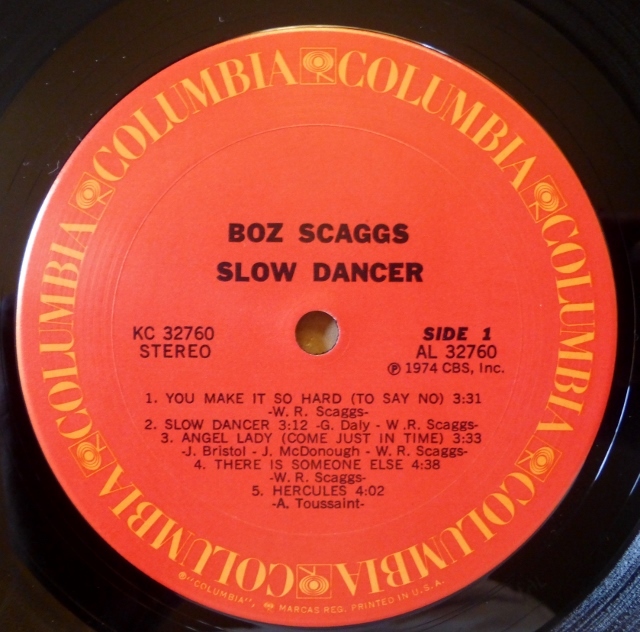 COLUMBIA COLUMBIA COLUMBIA COLUMBIA COLUMBIA COLUMBIA
BOZ SCAGGS
SLOW DANCER
KC 32760
STEREO
SIDE 1
AL 32760
Ⓟ 1974 CBS, Inc.
1. YOU MAKE IT SO HARD (TO SAY NO) 3:31
-W. R. Scaggs-
2. SLOW DANCER 3:12 -G. Daly - W .R. Scaggs-
3. ANGEL LADY (COME JUST IN TIME) 3:33
-J. Bristol - J. McDonough - W. R. Scaggs-
4. THERE IS SOMEONE ELSE 4:38
-W. R. Scaggs-
5. HERCULES 4:02
-A. Toussaint-
®"COLUMBIA", MARCAS REG. PRINTED IN U.S.A.